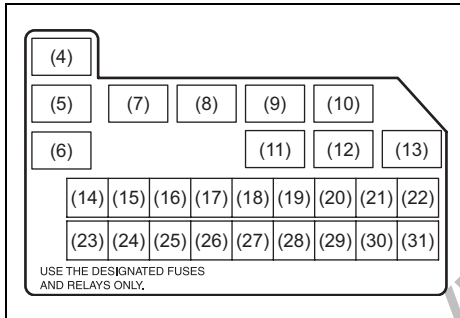 (4)
(5) (7) (8) (9) (10)
(6) (11) (12) (13)
(14) (15) (16) (17) (18) (19) (20) (21) (22)
(23) (24) (25) (26) (27) (28) (29) (30) (31)
USE THE DESIGNATED FUSES
AND RELAYS ONLY.